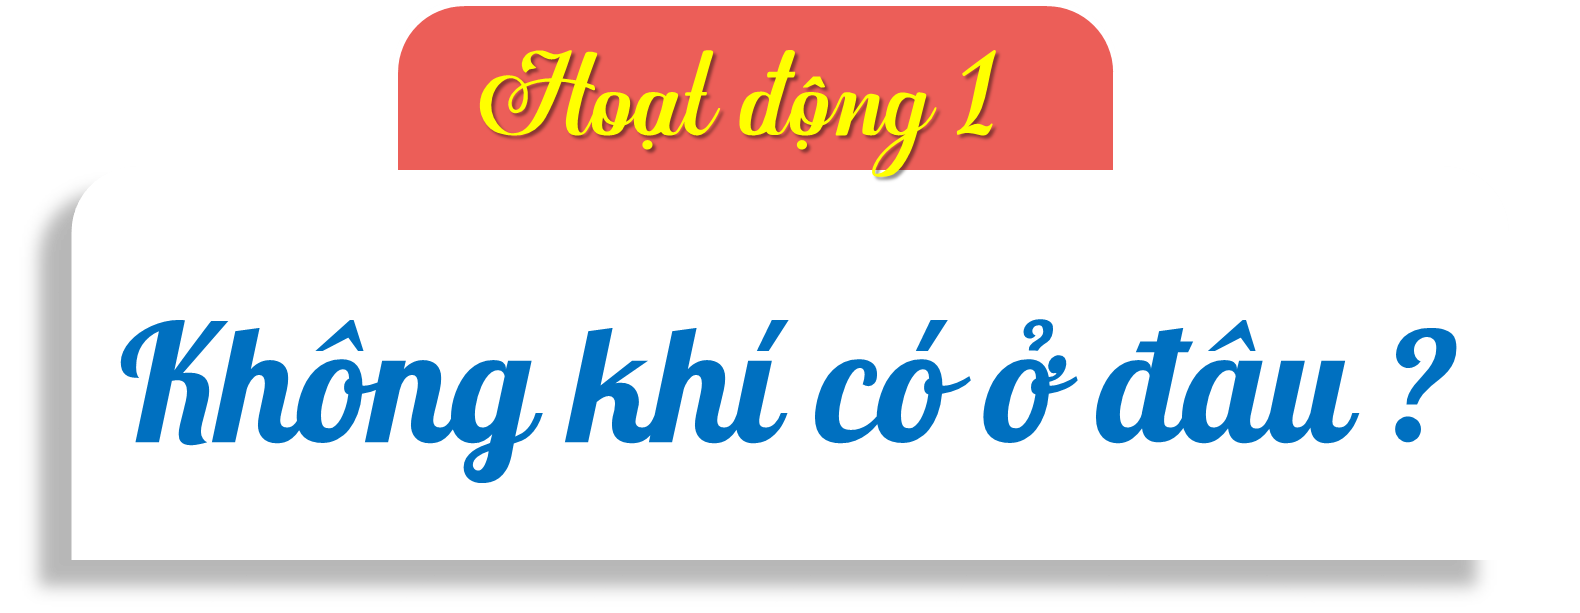 Hoạt động 1
Không khí có ở đâu ?